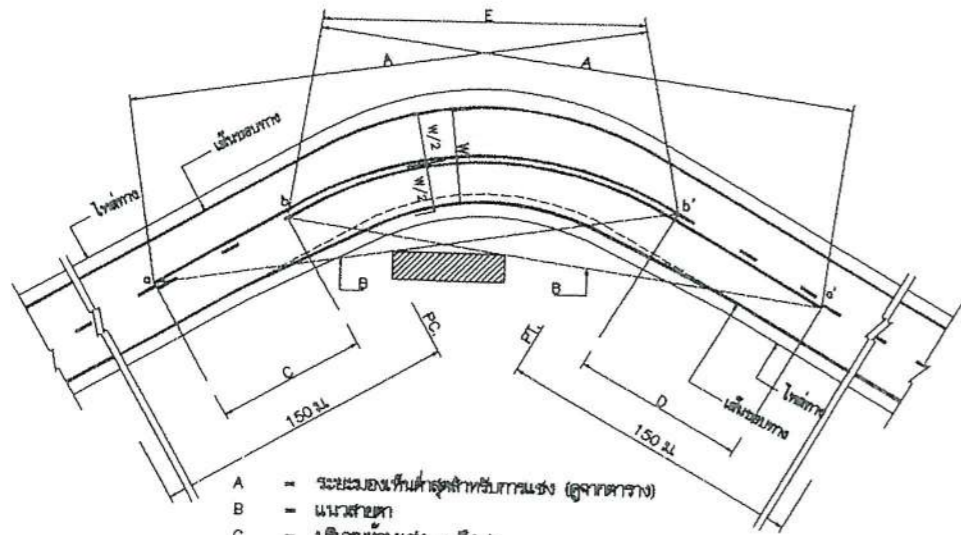 E
A
A
เส้นขอบทาง
W/2
W
W/2
ไหล่ทาง
b
b'
a
a'
B
B
P.C.
P.T.
C
D
ไหล่ทาง
เส้นขอบทาง
150 ม
150 ม
A = ระยะมองเห็นต่ำสุดสำหรับการแซง (ดูจากตาราง)
B = แนวสายตา